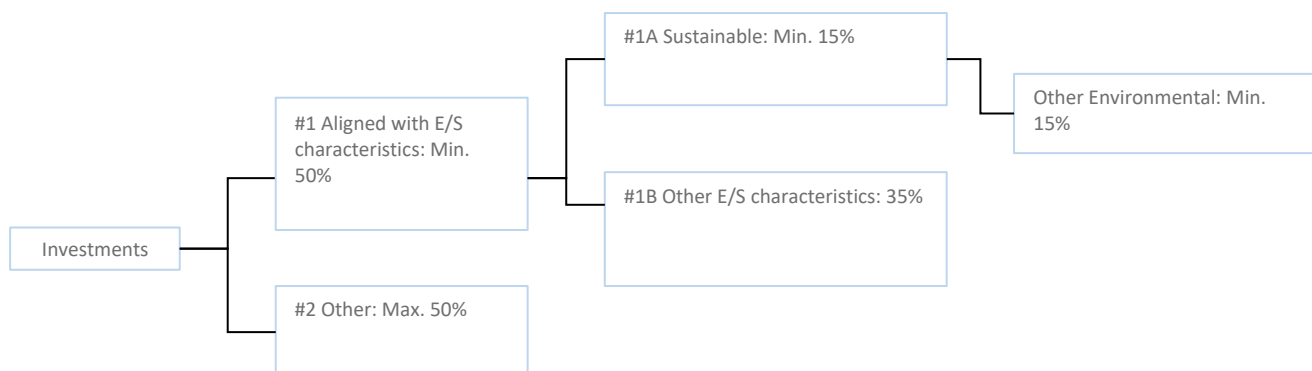 #1A Sustainable: Min. 15%
Other Environmental: Min.
15%
#1 Aligned with E/S
characteristics: Min.
50%
#1B Other E/S characteristics: 35%
Investments
#2 Other: Max. 50%